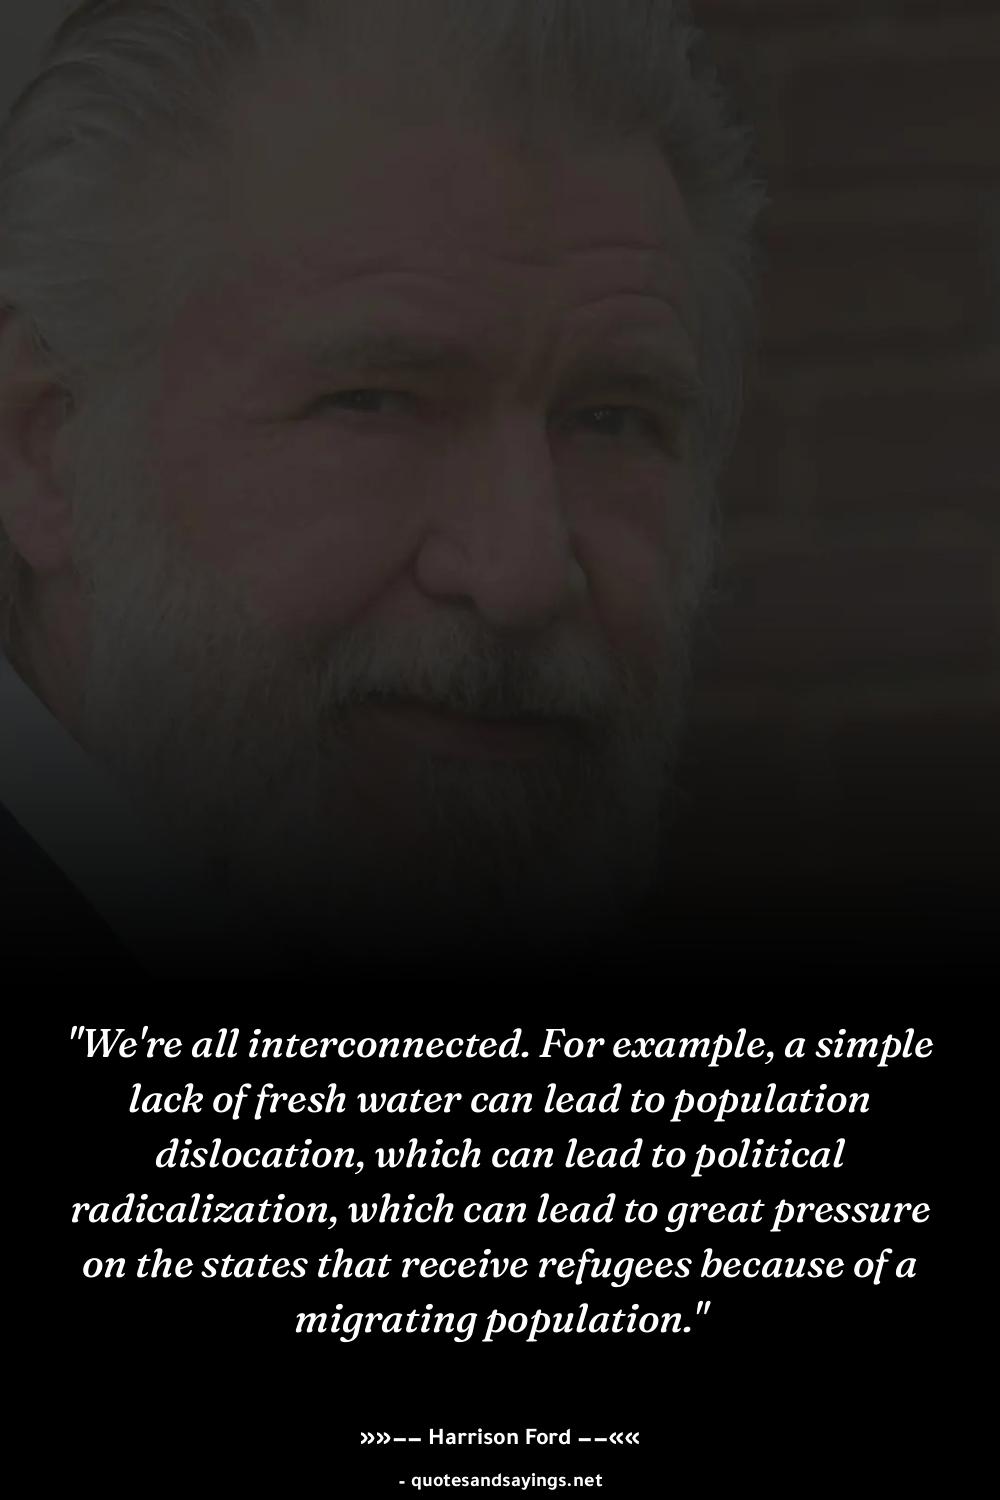 "We're all interconnected. For example, a simple
lack of fresh water can lead to population
dislocation, which can lead to political
radicalization, which can lead to great pressure
on the states that receive refugees because of a
migrating population."
»»−− Harrison Ford −−««
- quotesandsayings.net